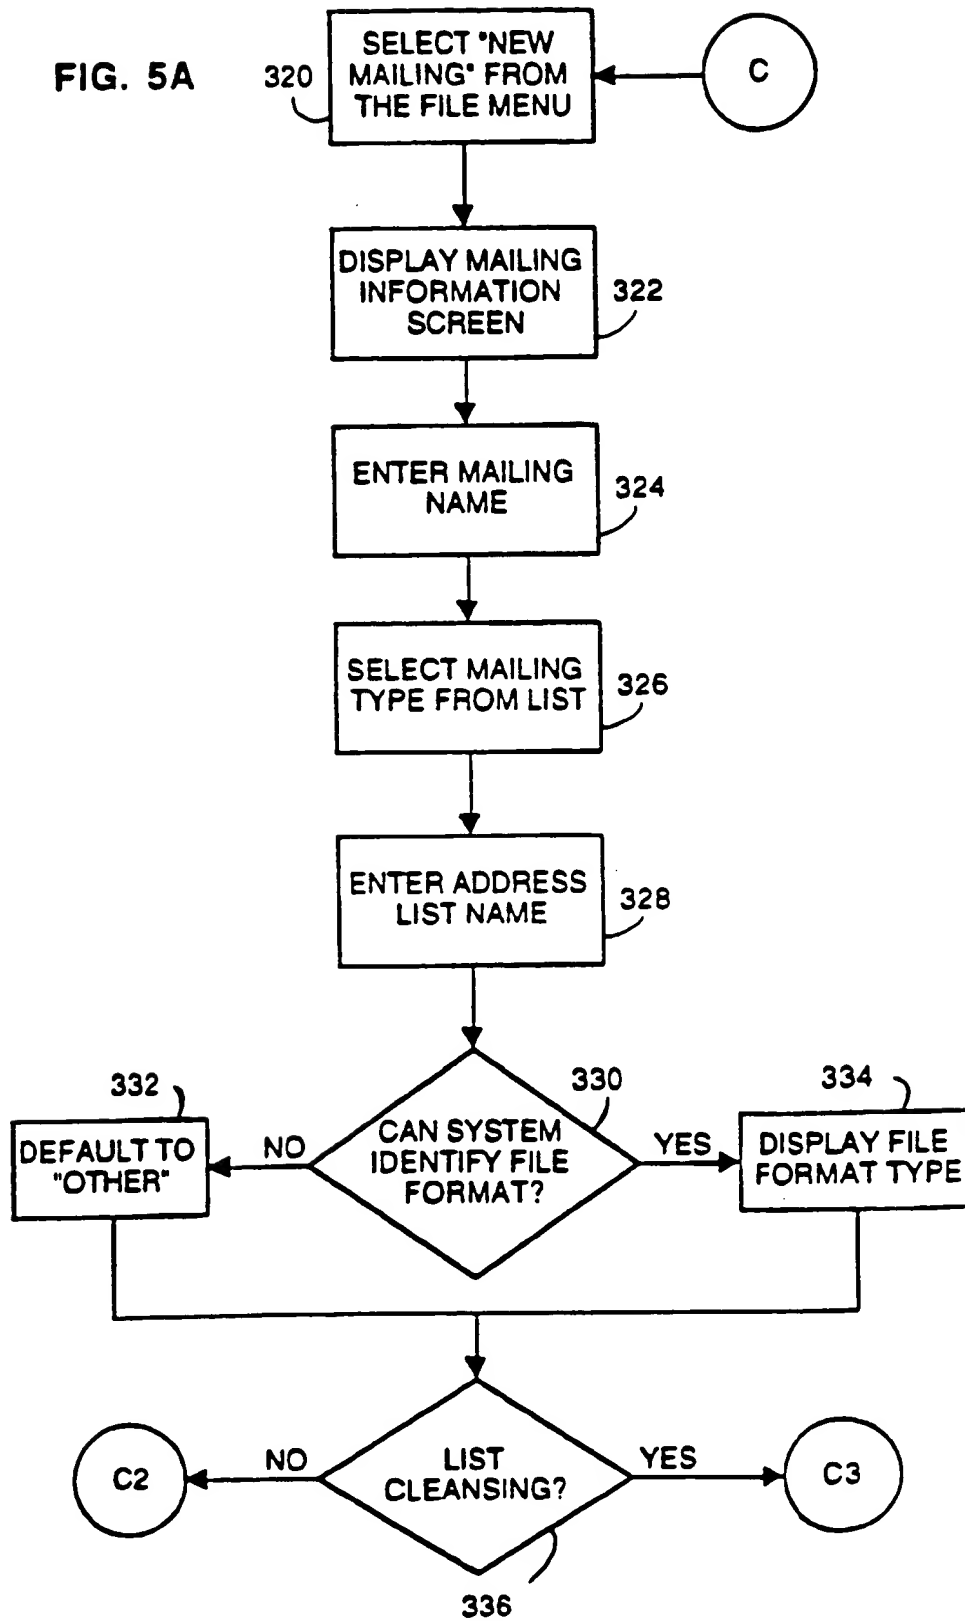 FIG. 5A
320
SELECT "NEW
MAILING" FROM
THE FILE MENU
C
DISPLAY MAILING
INFORMATION
SCREEN
322
ENTER MAILING
NAME
324
SELECT MAILING
TYPE FROM LIST
326
ENTER ADDRESS
LIST NAME
328
332
DEFAULT TO
"OTHER"
NO
330
CAN SYSTEM
IDENTIFY FILE
FORMAT?
YES
334
DISPLAY FILE
FORMAT TYPE
C2
NO
LIST
CLEANSING?
YES
C3
336